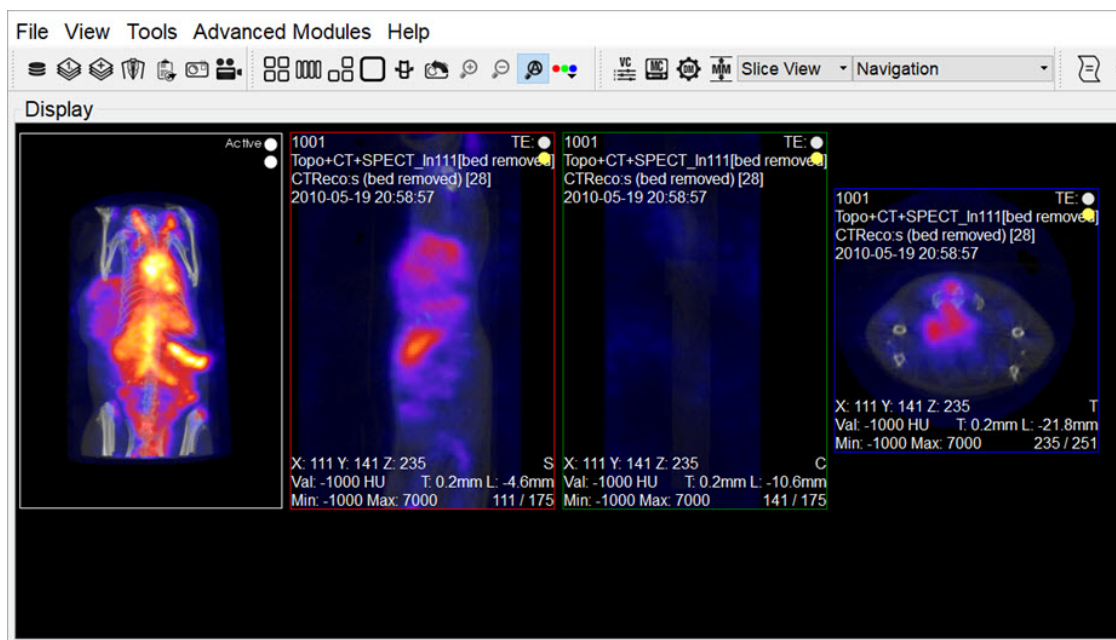 File View Tools Advanced Modules Help
VC MC DM MM Slice View Navigation
Display
Active
1001 TE:
Topo+CT+SPECT_In111[bed removed]
CTReco:s (bed removed) [28]
2010-05-19 20:58:57
X: 111 Y: 141 Z: 235 S
Val: -1000 HU T: 0.2mm L: -4.6mm
Min: -1000 Max: 7000 111 / 175
1001 TE:
Topo+CT+SPECT_In111[bed removed]
CTReco:s (bed removed) [28]
2010-05-19 20:58:57
X: 111 Y: 141 Z: 235 C
Val: -1000 HU T: 0.2mm L: -10.6mm
Min: -1000 Max: 7000 141 / 175
1001 TE:
Topo+CT+SPECT_In111[bed removed]
CTReco:s (bed removed) [28]
2010-05-19 20:58:57
X: 111 Y: 141 Z: 235 T
Val: -1000 HU T: 0.2mm L: -21.8mm
Min: -1000 Max: 7000 235 / 251